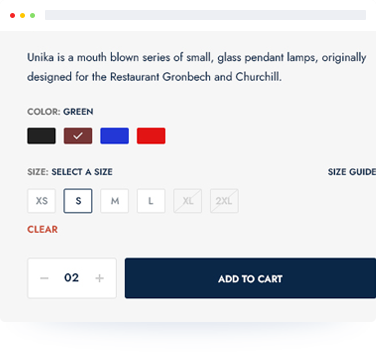 Unika is a mouth blown series of small, glass pendant lamps, originally
designed for the Restaurant Gronbech and Churchill.
COLOR: GREEN
SIZE: SELECT A SIZE SIZE GUIDE
XS S M L XL 2XL
CLEAR
− 02 + ADD TO CART